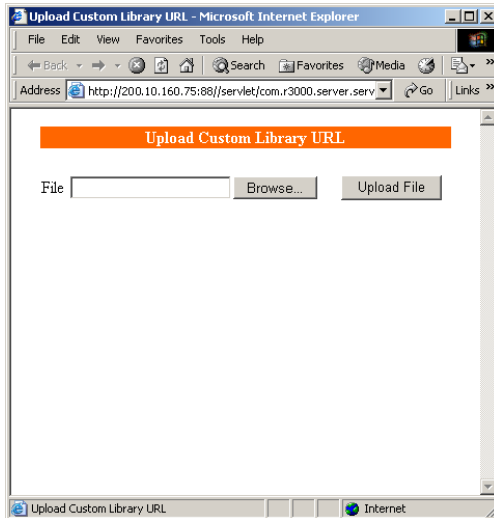 Upload Custom Library URL - Microsoft Internet Explorer
File Edit View Favorites Tools Help
Back Search Favorites Media »
Address http://200.10.160.75:88//servlet/com.r3000.server.serv Go Links »
Upload Custom Library URL
File Browse... Upload File
Upload Custom Library URL Internet